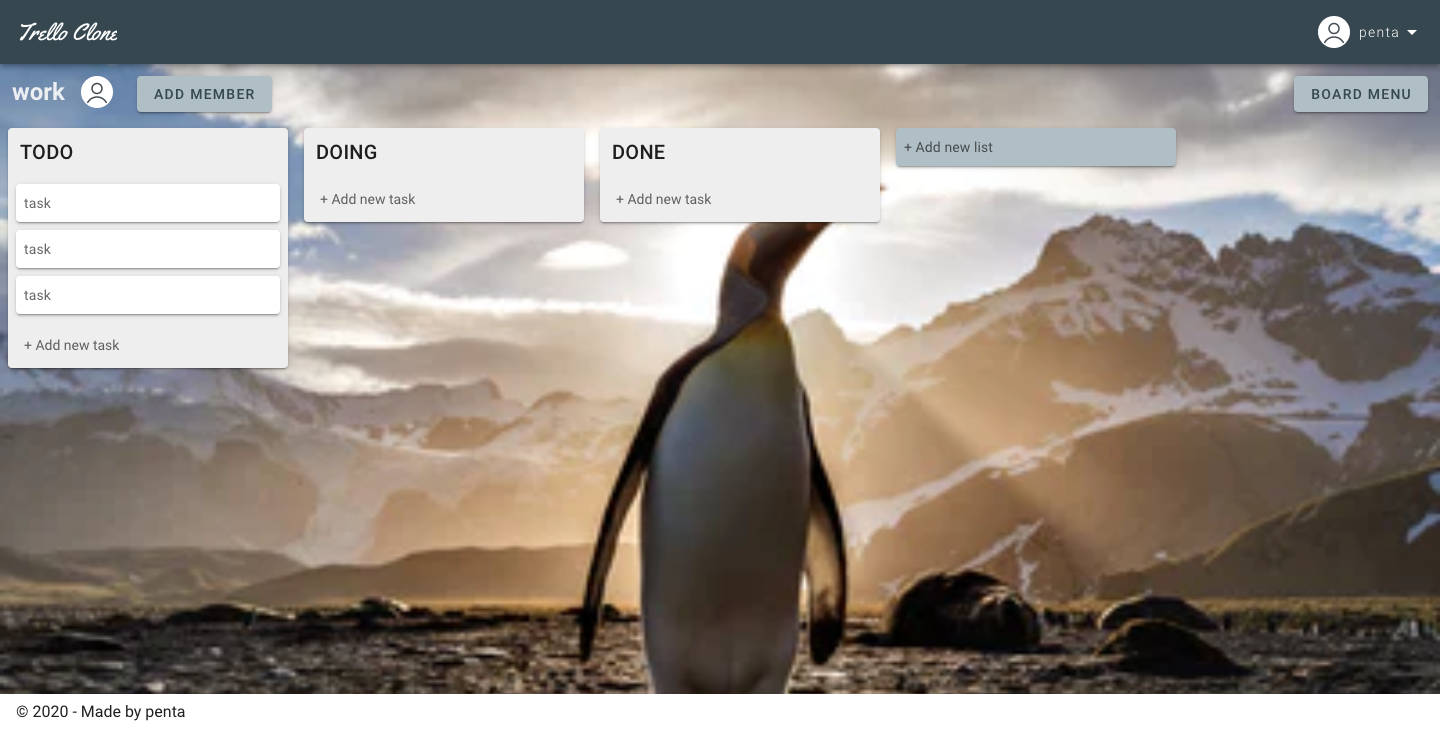 Trello Clone
penta
work
ADD MEMBER
BOARD MENU
TODO
task
task
task
+ Add new task
DOING
+ Add new task
DONE
+ Add new task
+ Add new list
© 2020 - Made by penta